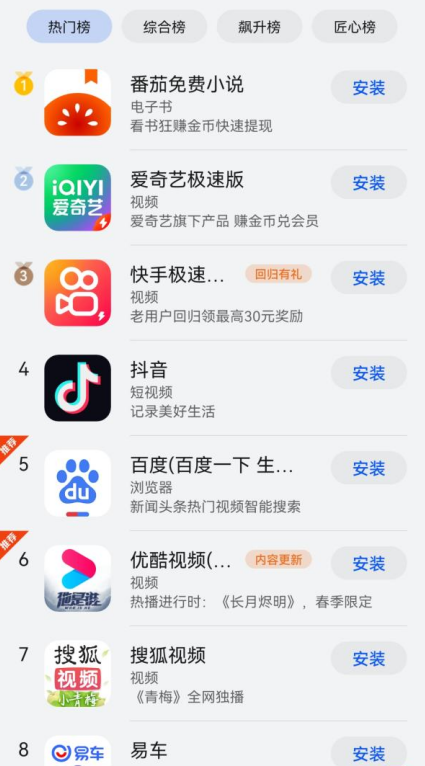 热门榜 综合榜 飙升榜 匠心榜
1
番茄免费小说
电子书
看书狂赚金币快速提现
安装
2
iQIYI
爱奇艺
爱奇艺极速版
视频
爱奇艺旗下产品 赚金币兑会员
安装
3
快手极速... 回归有礼
视频
老用户回归领最高30元奖励
安装
4
抖音
短视频
记录美好生活
安装
推荐
5
du
百度(百度一下 生...
浏览器
新闻头条热门视频智能搜索
安装
推荐
6
优酷视频(... 内容更新
视频
热播进行时：《长月烬明》，春季限定
安装
7
搜狐
视频
小青梅
搜狐视频
视频
《青梅》全网独播
安装
8
易车
易车
安装